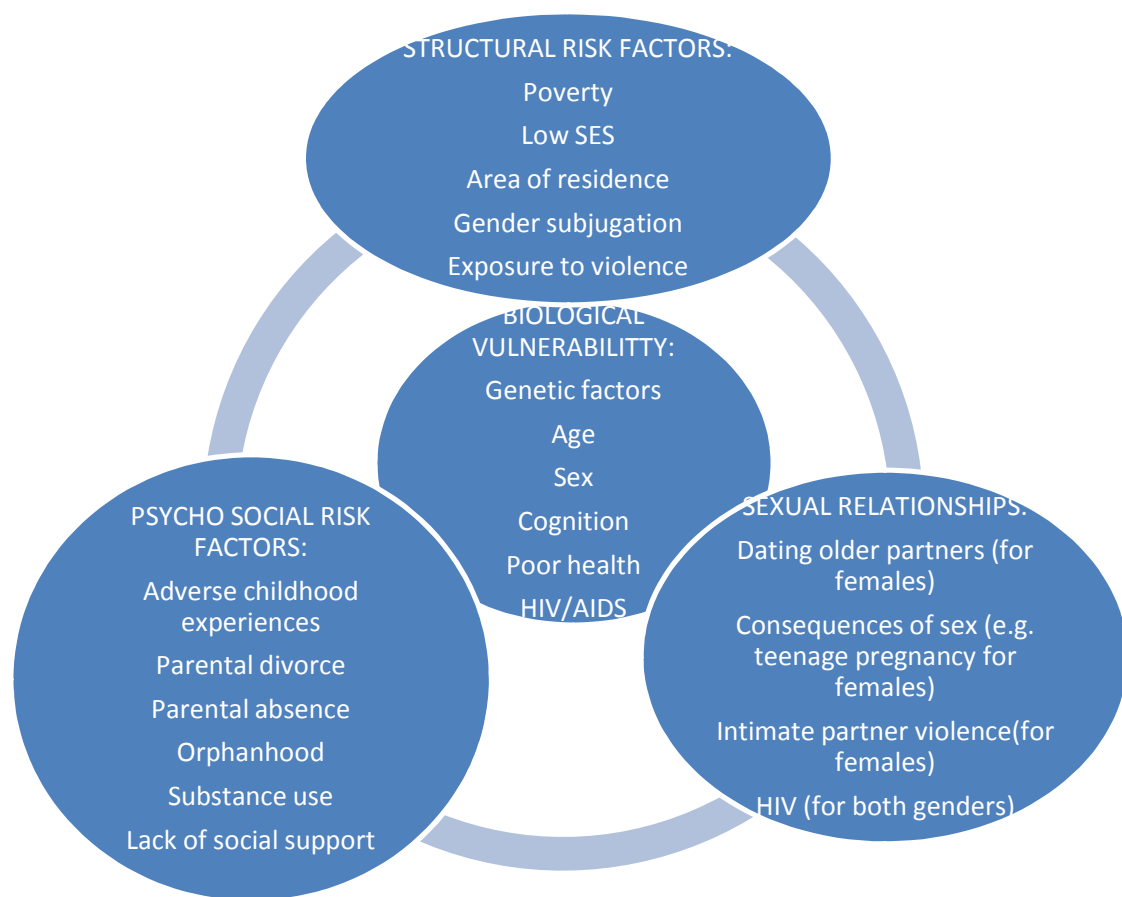 STRUCTURAL RISK FACTORS:
Poverty
Low SES
Area of residence
Gender subjugation
Exposure to violence
BIOLOGICAL
VULNERABILITTY:
Genetic factors
Age
Sex
Cognition
Poor health
HIV/AIDS
PSYCHO SOCIAL RISK
FACTORS:
Adverse childhood
experiences
Parental divorce
Parental absence
Orphanhood
Substance use
Lack of social support
SEXUAL RELATIONSHIPS:
Dating older partners (for
females)
Consequences of sex (e.g.
teenage pregnancy for
females)
Intimate partner violence(for
females)
HIV (for both genders)